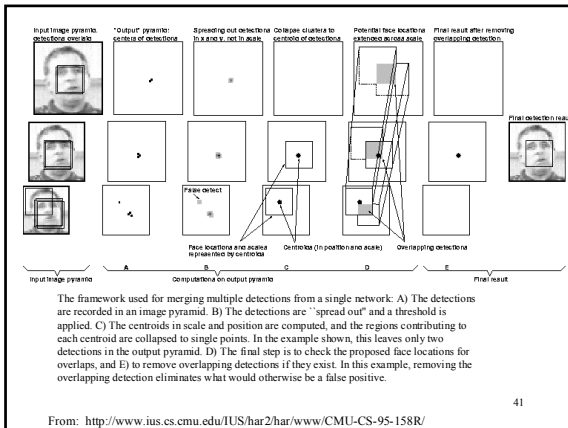 Input image pyramid, detections overlaid
"Output" pyramid: centers of detections
Spreading out detections in x and y, not in scale
Collapse clusters to centroid of detections
Potential face locations extended across scale
Final result after removing overlapping detection
Final detection result
False detect
Face locations and scales represented by centroids
Centroids (in position and scale)
Overlapping detections
A B C D E
Input image pyramid
Computations on output pyramid
Final result
The framework used for merging multiple detections from a single network: A) The detections
are recorded in an image pyramid. B) The detections are ``spread out" and a threshold is
applied. C) The centroids in scale and position are computed, and the regions contributing to
each centroid are collapsed to single points. In the example shown, this leaves only two
detections in the output pyramid. D) The final step is to check the proposed face locations for
overlaps, and E) to remove overlapping detections if they exist. In this example, removing the
overlapping detection eliminates what would otherwise be a false positive.
41
From: http://www.ius.cs.cmu.edu/IUS/har2/har/www/CMU-CS-95-158R/